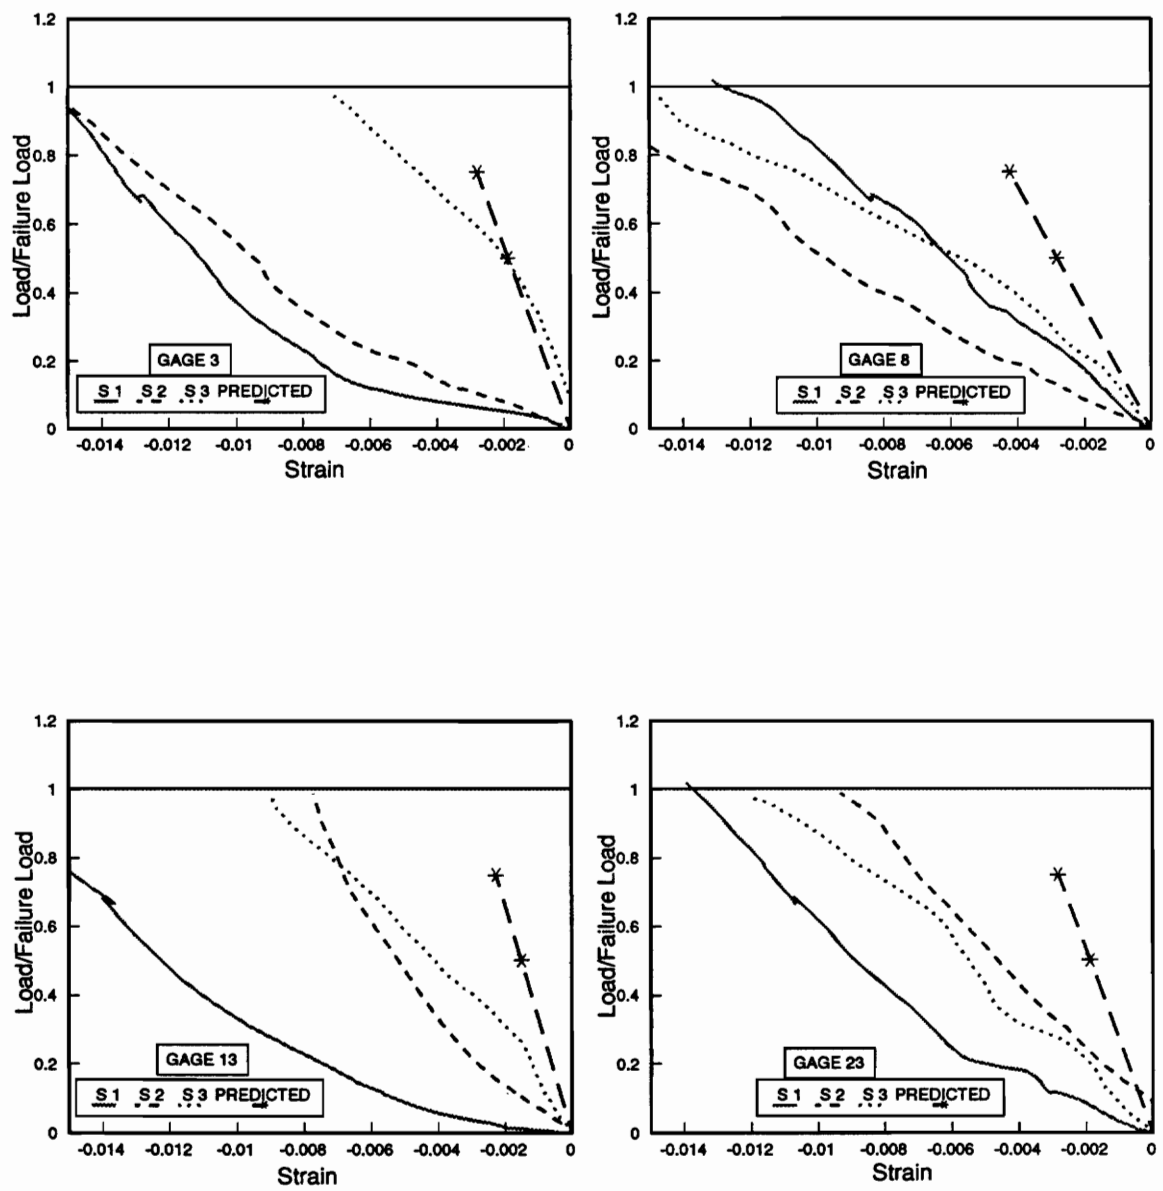 1.2
1
0.8
0.6
0.4
0.2
0
Load/Failure Load
GAGE 3
S 1 S 2 S 3 PREDICTED
-0.014 -0.012 -0.01 -0.008 -0.006 -0.004 -0.002 0
Strain
1.2
1
0.8
0.6
0.4
0.2
0
Load/Failure Load
GAGE 8
S 1 S 2 S 3 PREDICTED
-0.014 -0.012 -0.01 -0.008 -0.006 -0.004 -0.002 0
Strain
1.2
1
0.8
0.6
0.4
0.2
0
Load/Failure Load
GAGE 13
S 1 S 2 S 3 PREDICTED
-0.014 -0.012 -0.01 -0.008 -0.006 -0.004 -0.002 0
Strain
1.2
1
0.8
0.6
0.4
0.2
0
Load/Failure Load
GAGE 23
S 1 S 2 S 3 PREDICTED
-0.014 -0.012 -0.01 -0.008 -0.006 -0.004 -0.002 0
Strain